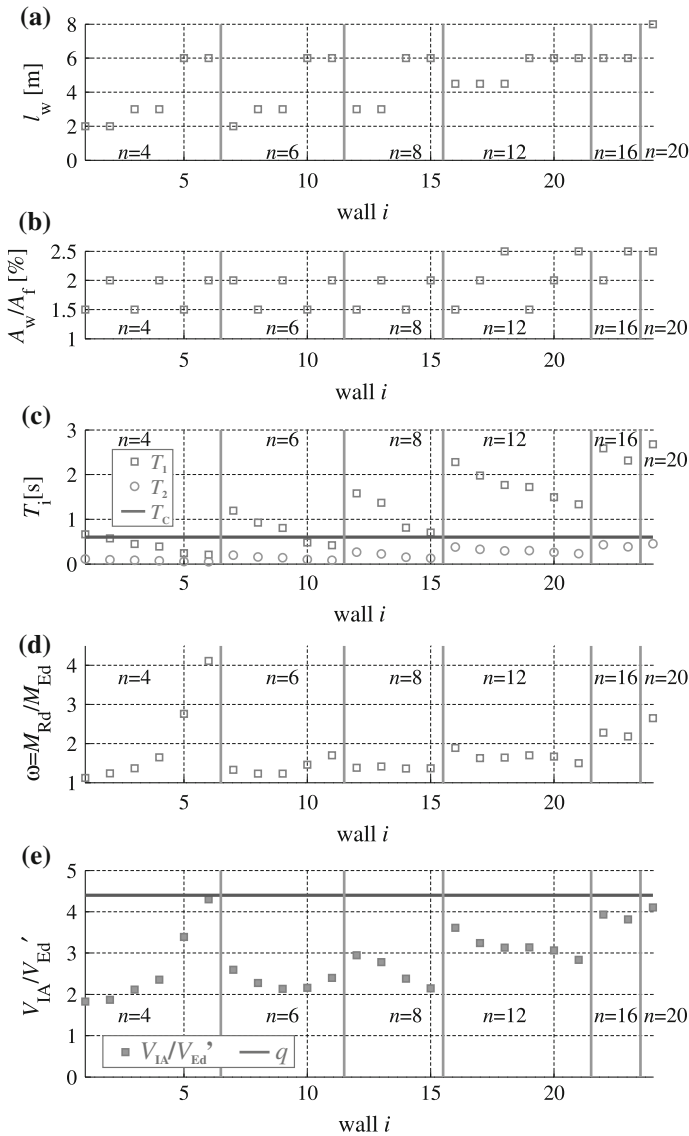 (a)
8
6
4
2
0
l_w [m]
n=4
n=6
n=8
n=12
n=16
n=20
5
10
15
20
wall i
(b)
2.5
2
1.5
1
A_w/A_f [%]
n=4
n=6
n=8
n=12
n=16
n=20
5
10
15
20
wall i
(c)
3
2
1
0
T_i[s]
n=4
n=6
n=8
n=12
n=16
n=20
T_1
T_2
T_C
5
10
15
20
wall i
(d)
4
3
2
1
ω=M_Rd/M_Ed
n=4
n=6
n=8
n=12
n=16
n=20
5
10
15
20
wall i
(e)
5
4
3
2
1
0
V_IA/V_Ed′
n=4
n=6
n=8
n=12
n=16
n=20
V_IA/V_Ed’ q
5
10
15
20
wall i